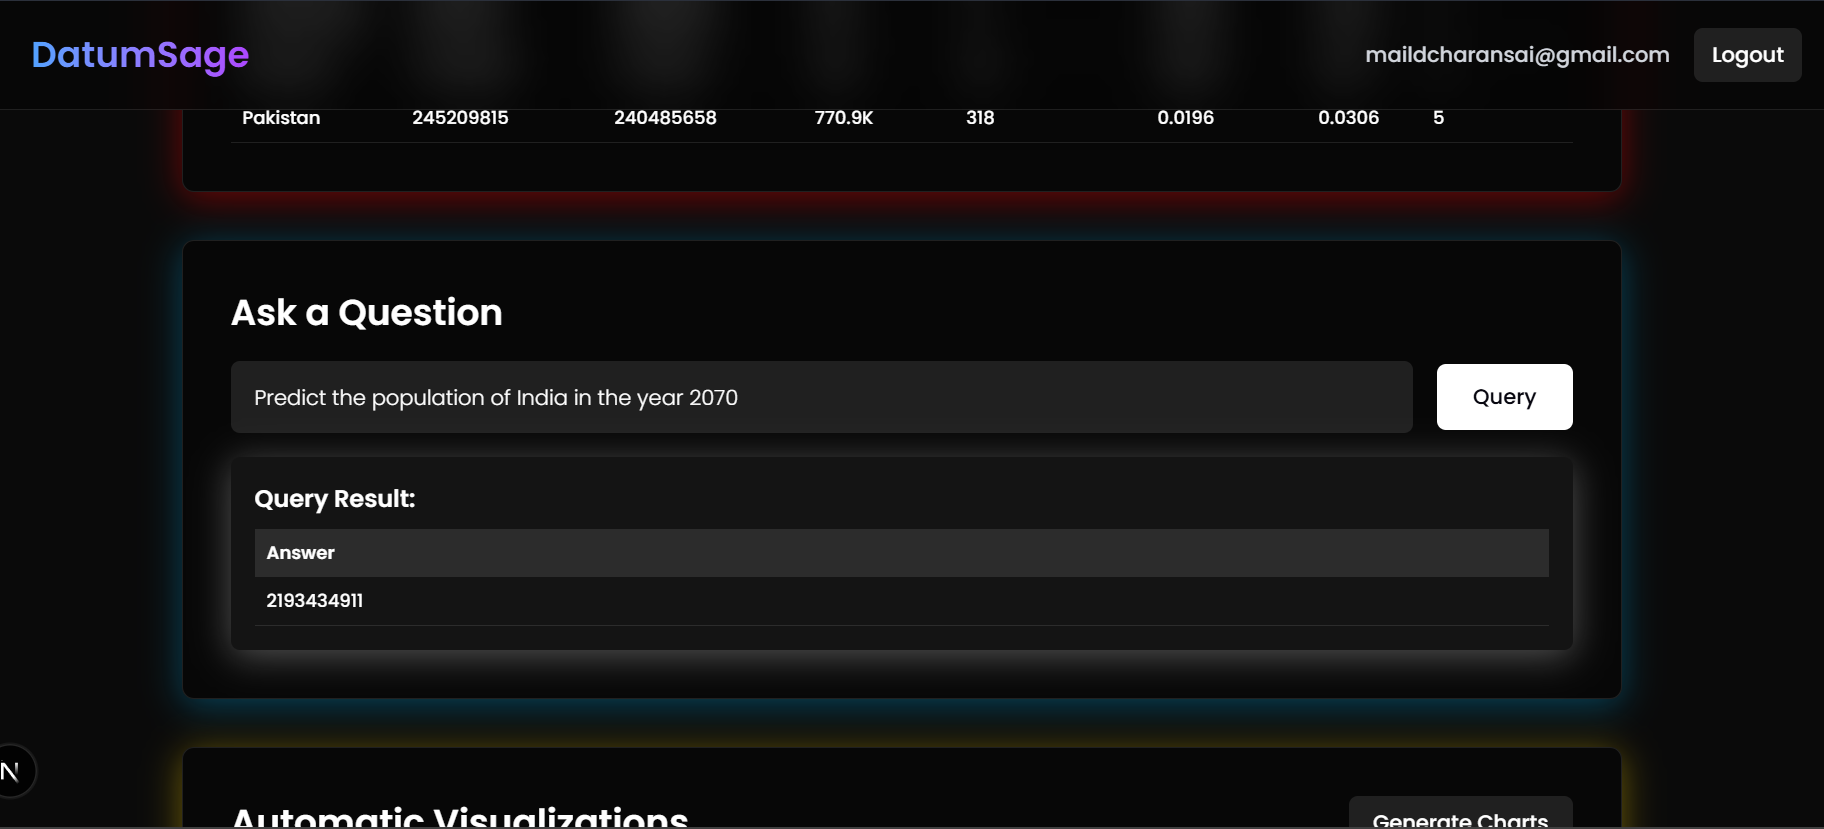 DatumSage
maildcharansai@gmail.com Logout
Pakistan 245209815 240485658 770.9K 318 0.0196 0.0306 5
Ask a Question
Predict the population of India in the year 2070 Query
Query Result:
Answer
2193434911
N
Automatic Visualizations Generate Charts